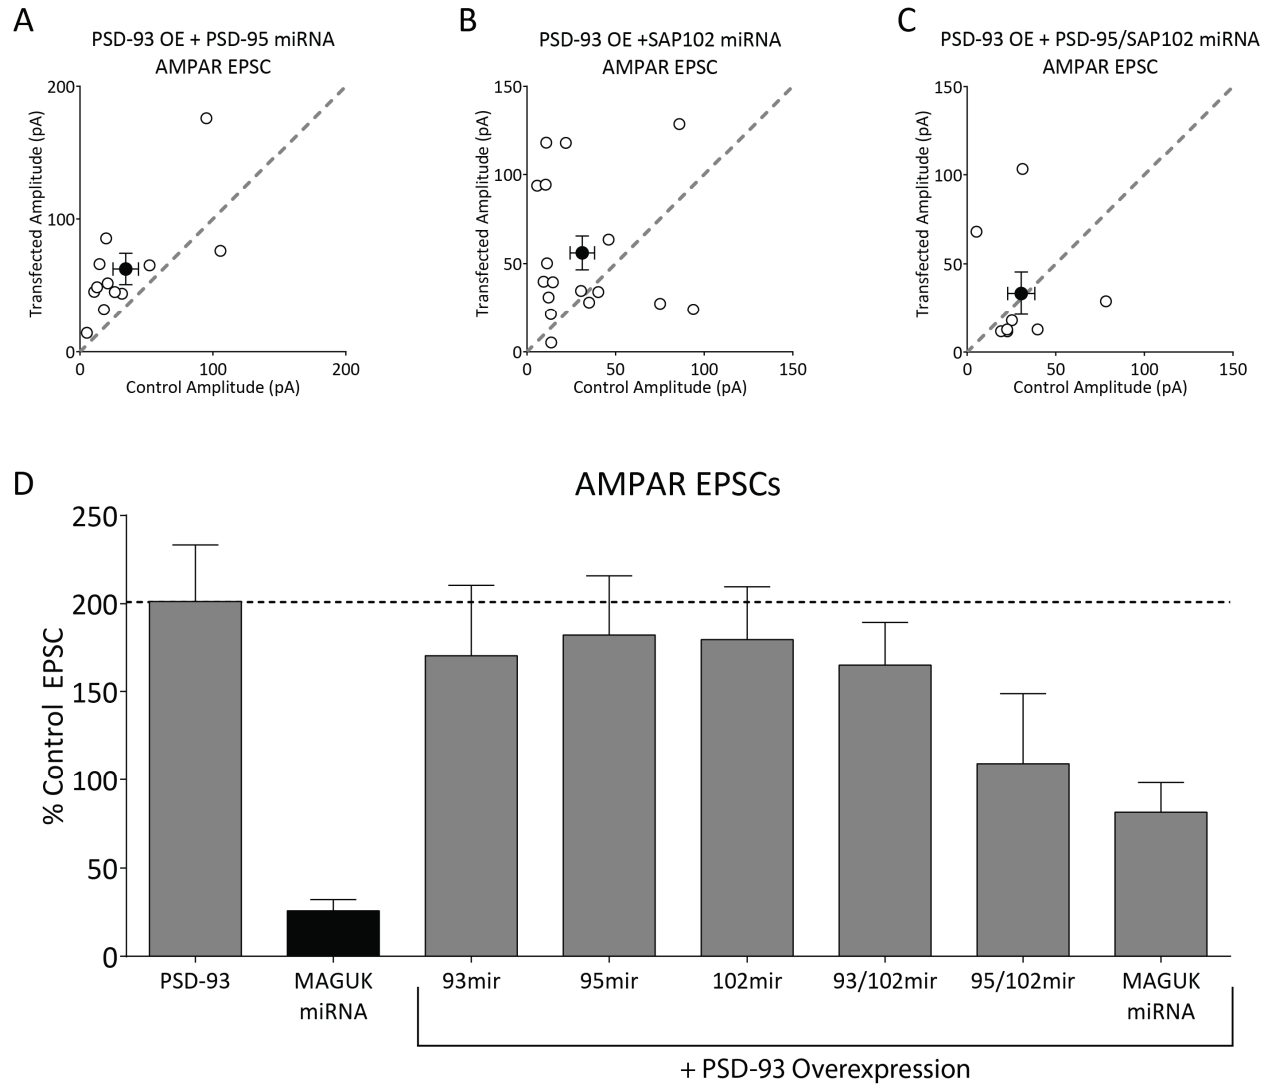 A
PSD-93 OE + PSD-95 miRNA
AMPAR EPSC
200
100
0
0
100
200
Transfected Amplitude (pA)
Control Amplitude (pA)
B
PSD-93 OE +SAP102 miRNA
AMPAR EPSC
150
100
50
0
0
50
100
150
Transfected Amplitude (pA)
Control Amplitude (pA)
C
PSD-93 OE + PSD-95/SAP102 miRNA
AMPAR EPSC
150
100
50
0
0
50
100
150
Transfected Amplitude (pA)
Control Amplitude (pA)
D
AMPAR EPSCs
250
200
150
100
50
0
% Control EPSC
PSD-93
MAGUK
miRNA
93mir
95mir
102mir
93/102mir
95/102mir
MAGUK
miRNA
+ PSD-93 Overexpression